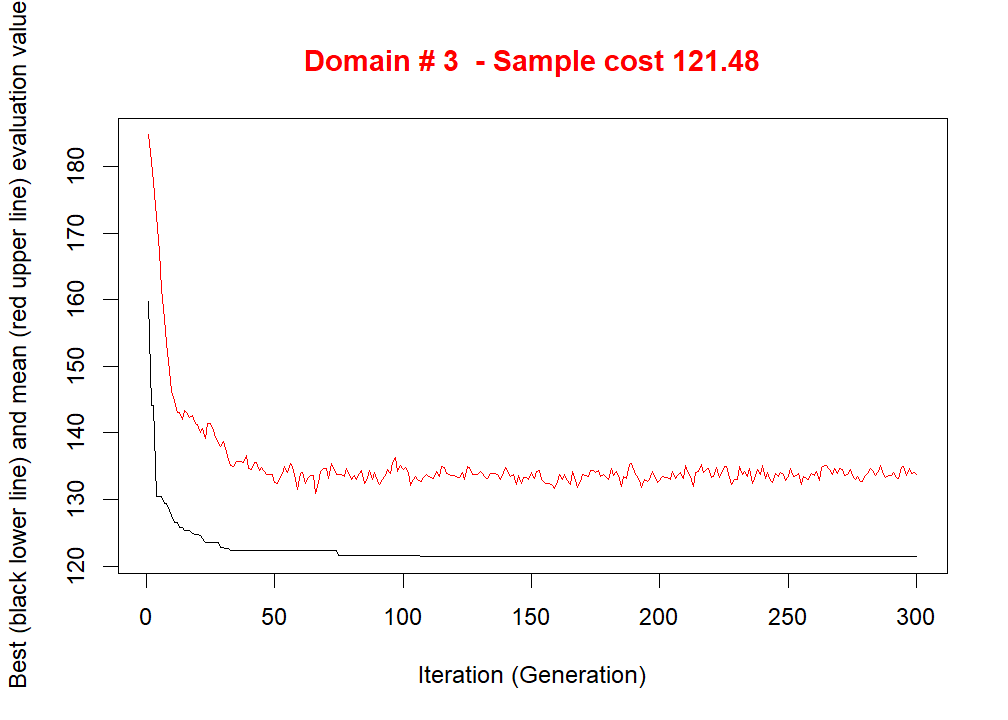 Domain # 3  - Sample cost 121.48
Best (black lower line) and mean (red upper line) evaluation value
180
170
160
150
140
130
120
0 50 100 150 200 250 300
Iteration (Generation)